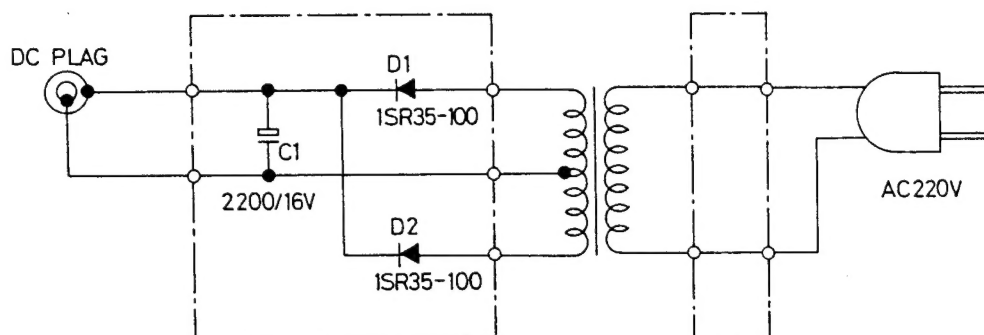 DC PLAG
D1
1SR35-100
C1
2200/16V
D2
1SR35-100
AC220V